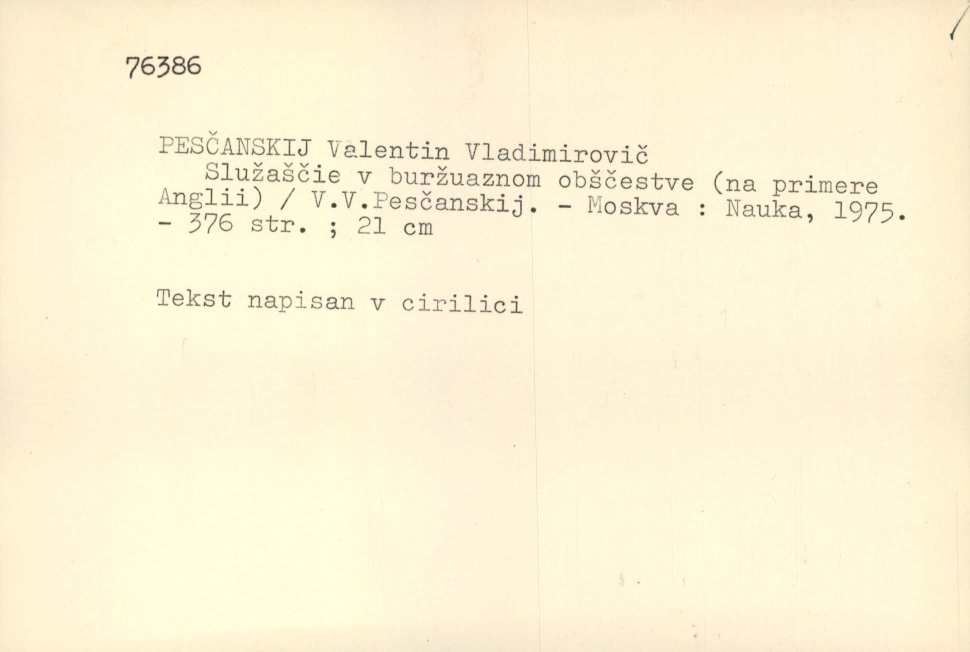 76386
PESČANSKIJ Valentin Vladimirovič
Služaščie v buržuaznom obščestve (na primere
Anglii) / V.V.Pesčanskij. - Moskva : Nauka, 1975.
- 376 str. ; 21 cm
Tekst napisan v cirilici